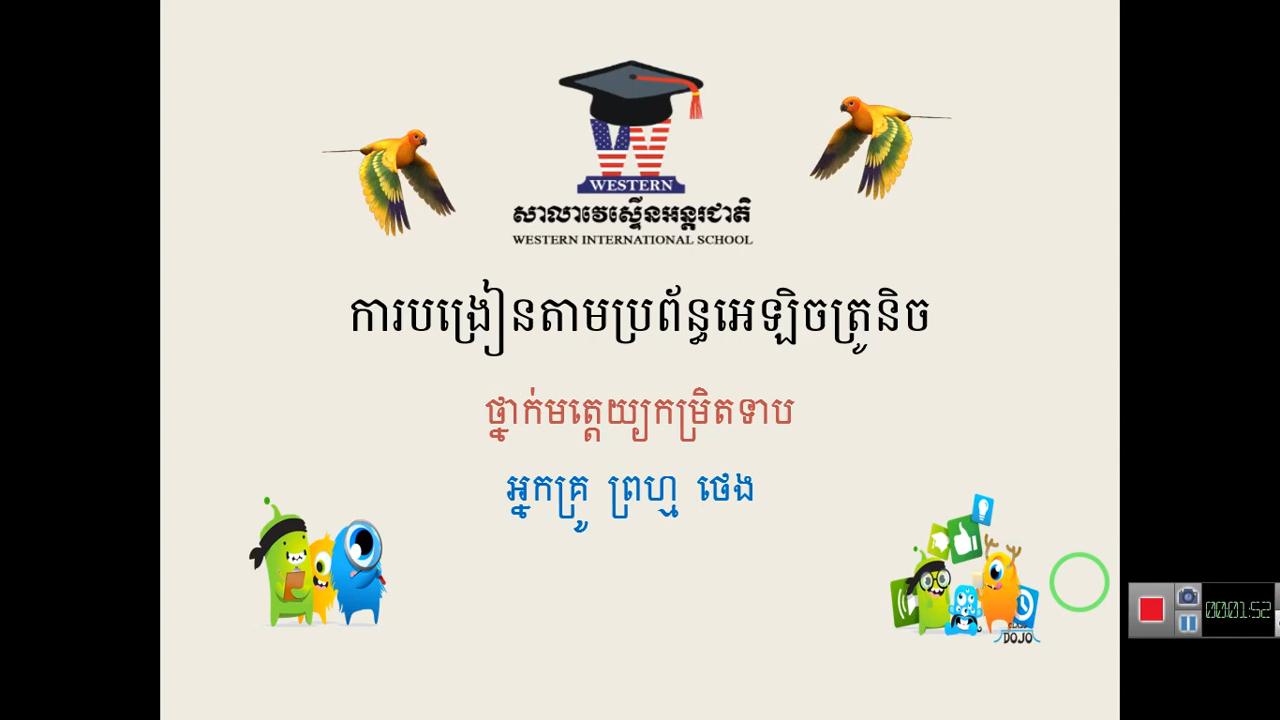 WESTERN
សាលាវេស្ទើនអន្តរជាតិ
WESTERN INTERNATIONAL SCHOOL
ការបង្រៀនតាមប្រព័ន្ធអេឡិចត្រូនិច
ថ្នាក់មត្តេយ្យកម្រិតទាប
អ្នកគ្រូ ព្រហ្ម ថេង
DOJO
00:01:52